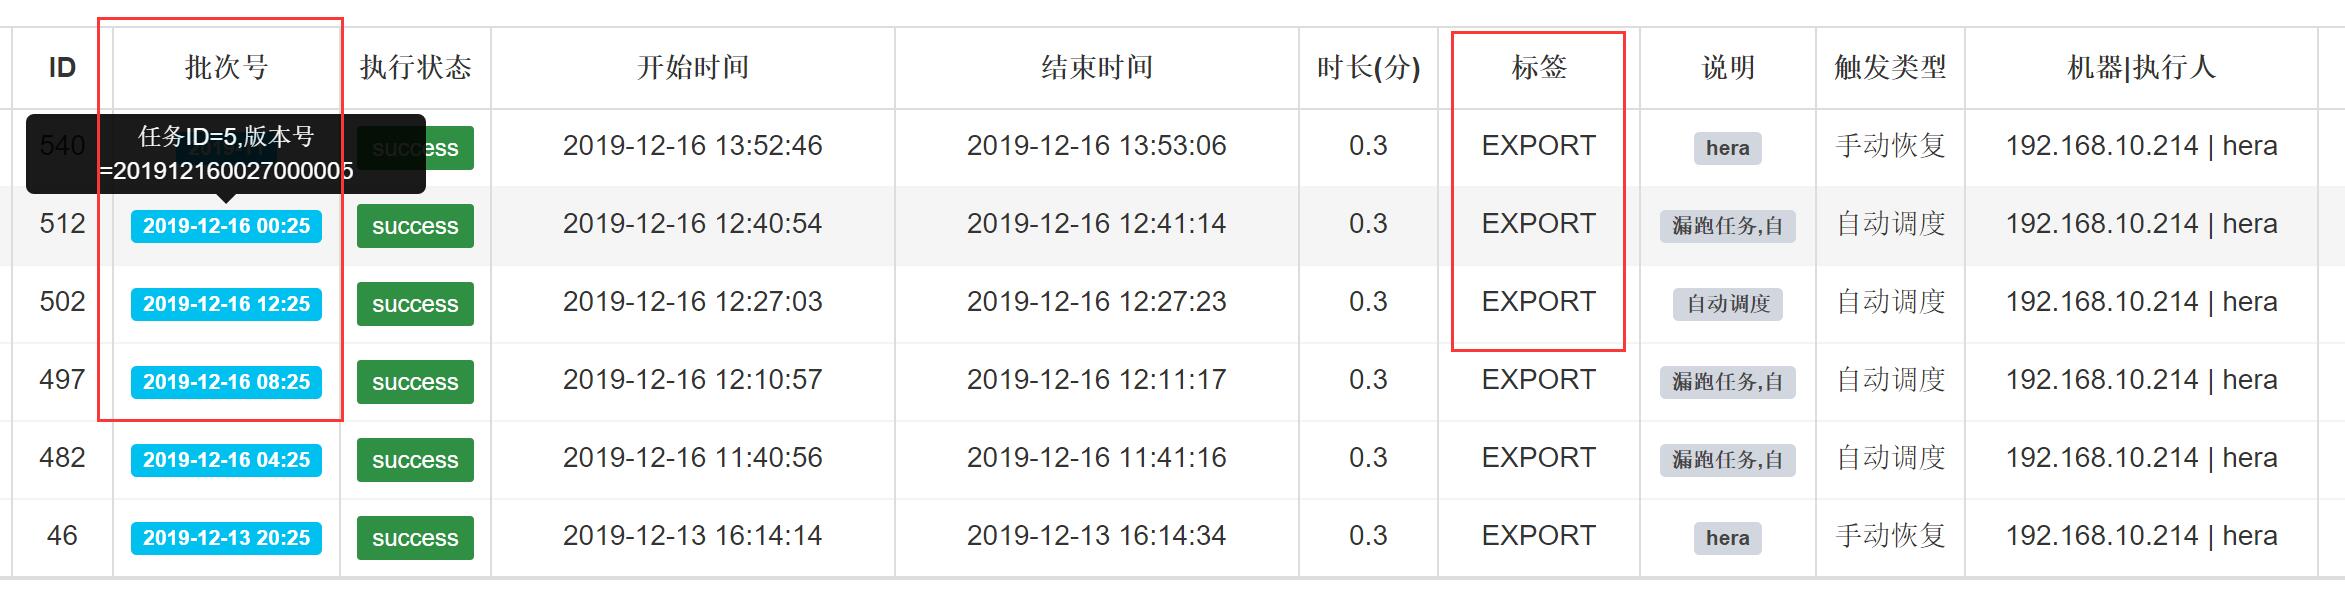 ID 批次号 执行状态 开始时间 结束时间 时长(分) 标签 说明 触发类型 机器|执行人
540 success 2019-12-16 13:52:46 2019-12-16 13:53:06 0.3 EXPORT hera 手动恢复 192.168.10.214 | hera
任务ID=5,版本号
=201912160027000005
512 2019-12-16 00:25 success 2019-12-16 12:40:54 2019-12-16 12:41:14 0.3 EXPORT 漏跑任务,自 自动调度 192.168.10.214 | hera
502 2019-12-16 12:25 success 2019-12-16 12:27:03 2019-12-16 12:27:23 0.3 EXPORT 自动调度 自动调度 192.168.10.214 | hera
497 2019-12-16 08:25 success 2019-12-16 12:10:57 2019-12-16 12:11:17 0.3 EXPORT 漏跑任务,自 自动调度 192.168.10.214 | hera
482 2019-12-16 04:25 success 2019-12-16 11:40:56 2019-12-16 11:41:16 0.3 EXPORT 漏跑任务,自 自动调度 192.168.10.214 | hera
46 2019-12-13 20:25 success 2019-12-13 16:14:14 2019-12-13 16:14:34 0.3 EXPORT hera 手动恢复 192.168.10.214 | hera